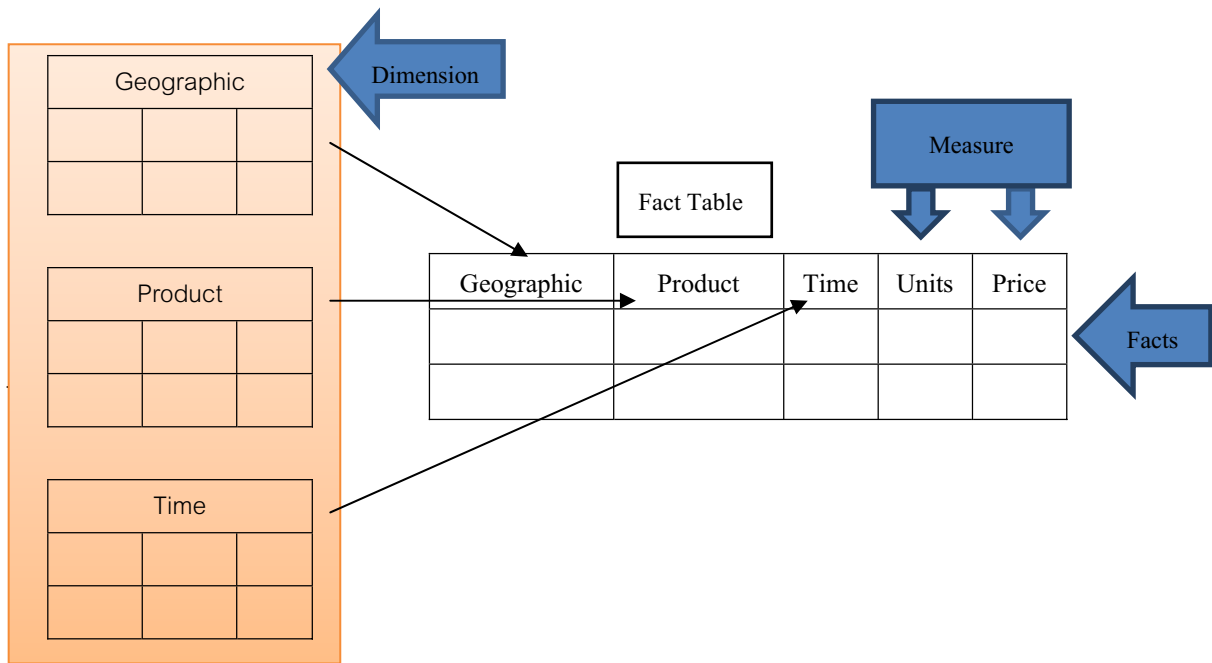 Geographic
Dimension
Product
Time
Fact Table
Measure
Geographic Product Time Units Price
Facts